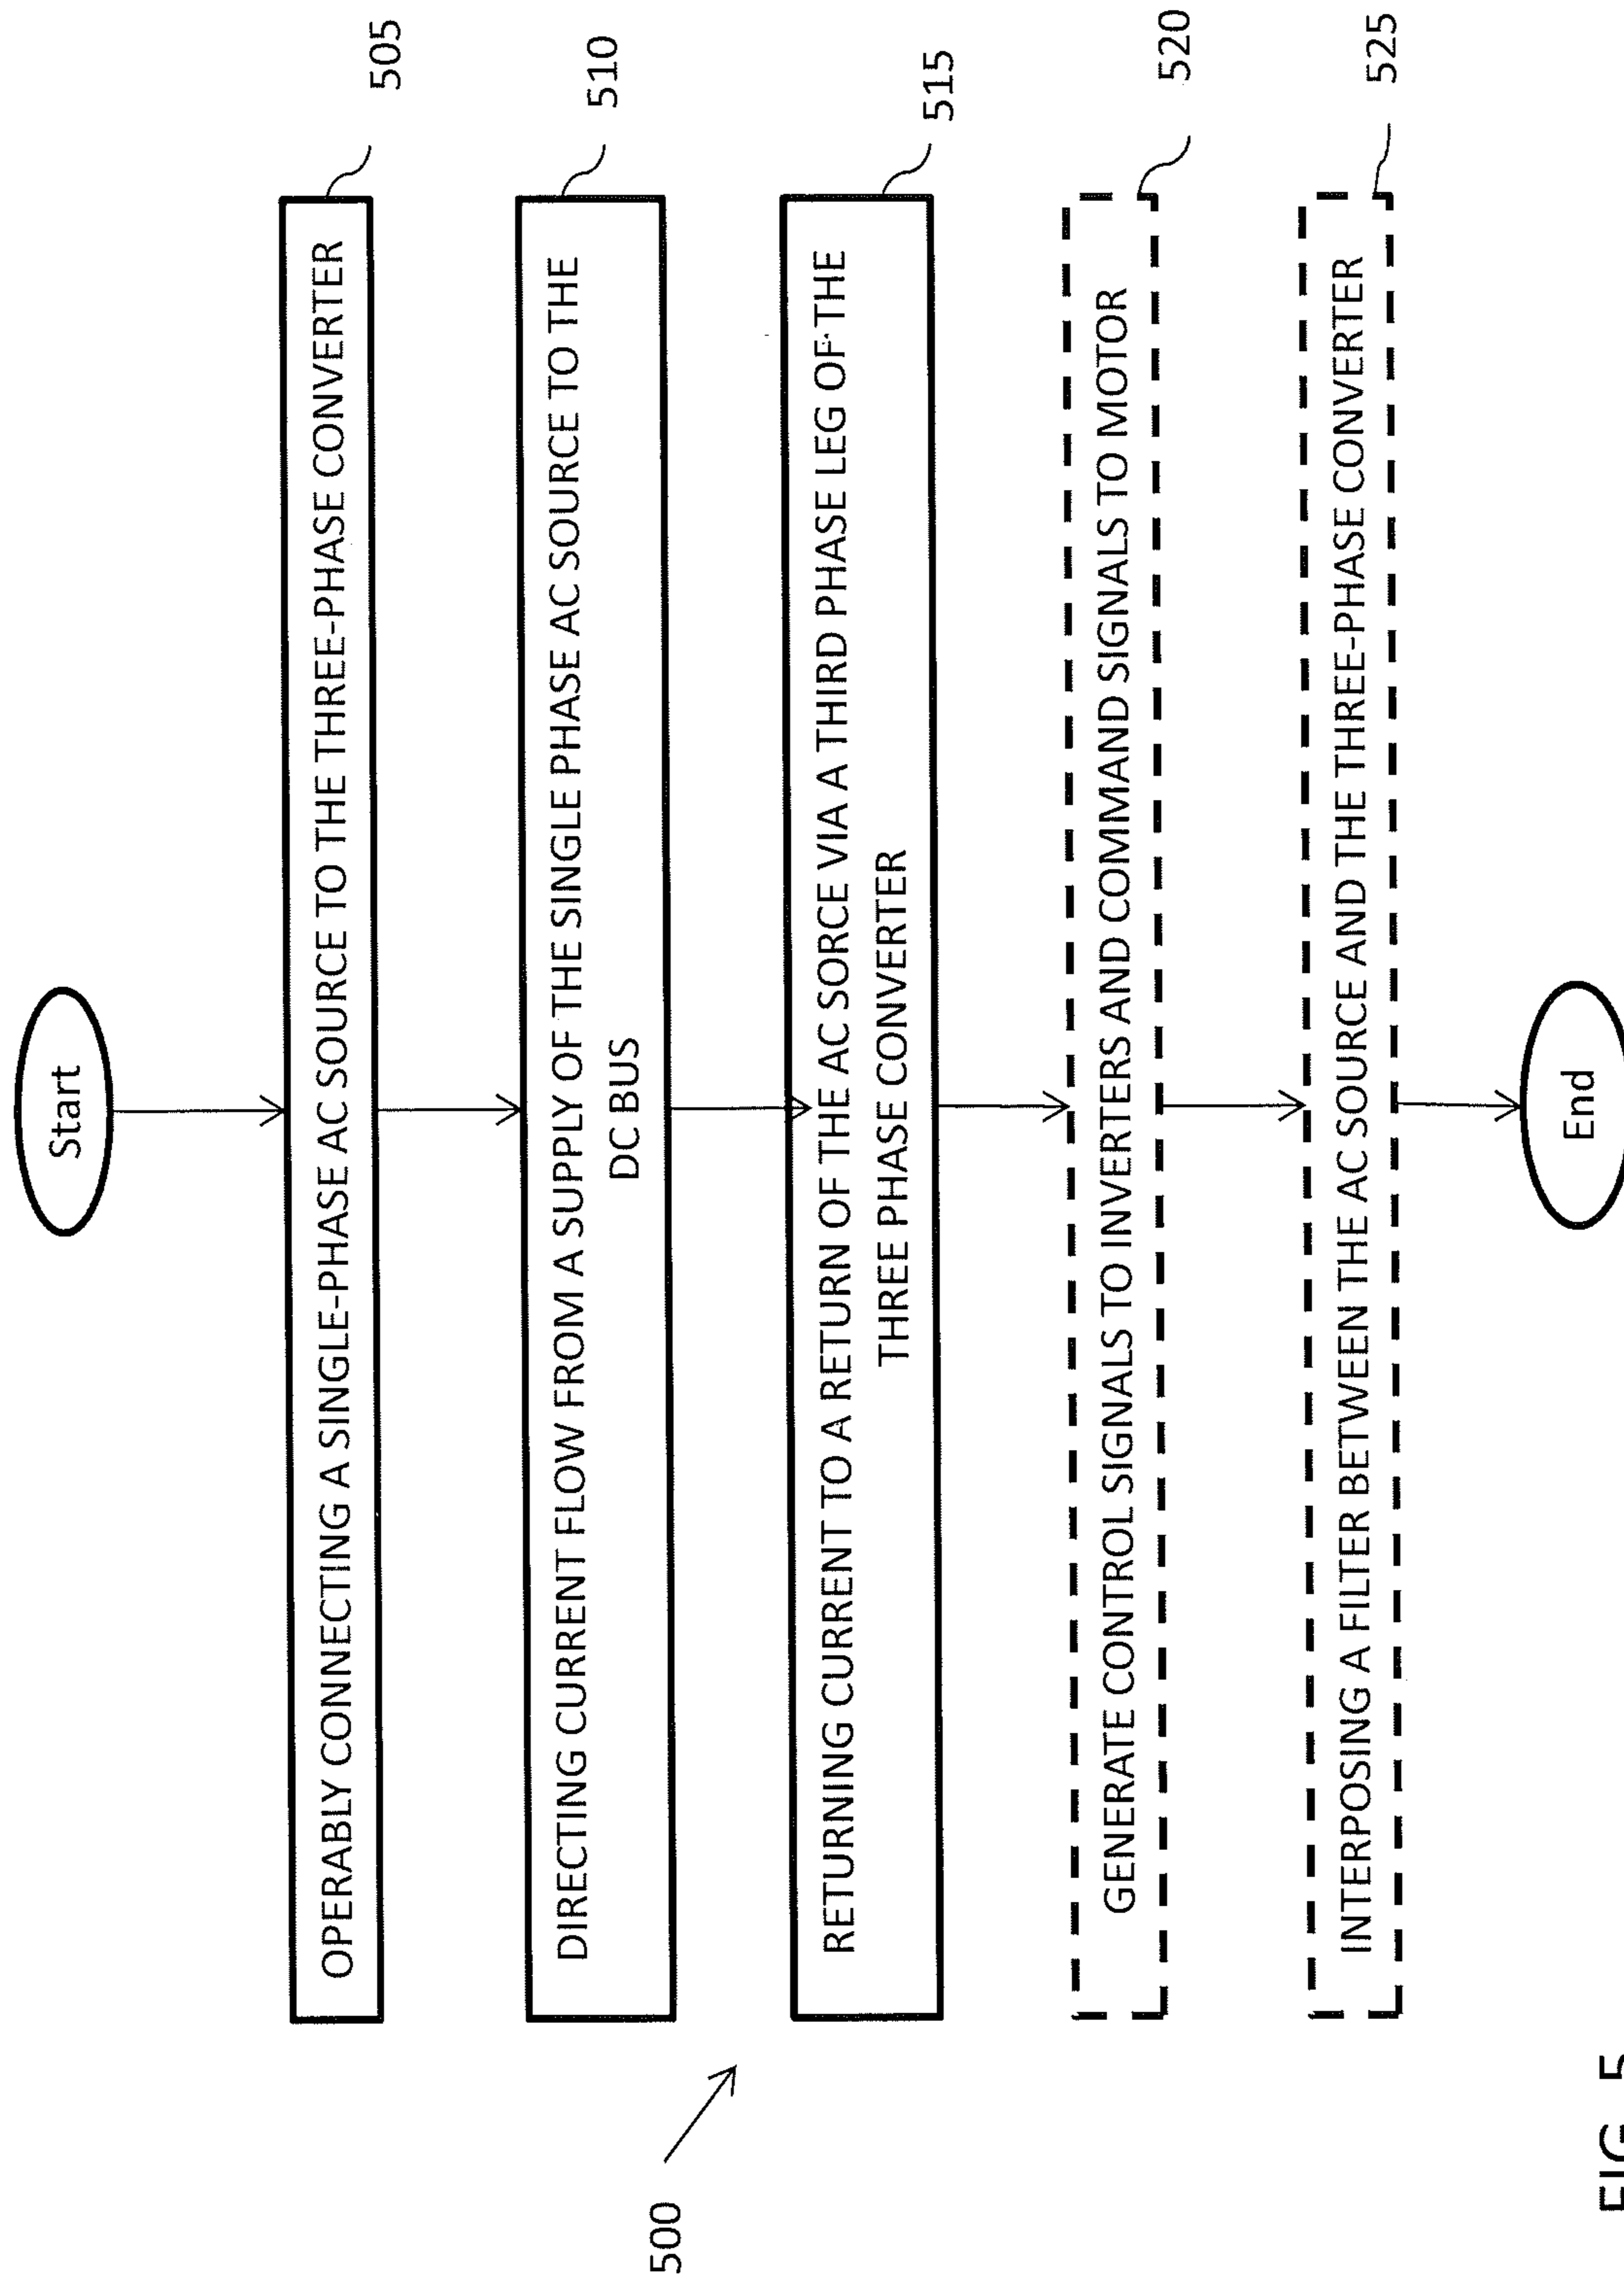 Start
OPERABLY CONNECTING A SINGLE-PHASE AC SOURCE TO THE THREE-PHASE CONVERTER
505
DIRECTING CURRENT FLOW FROM A SUPPLY OF THE SINGLE PHASE AC SOURCE TO THE
DC BUS
510
RETURNING CURRENT TO A RETURN OF THE AC SORCE VIA A THIRD PHASE LEG OF THE
THREE PHASE CONVERTER
515
GENERATE CONTROL SIGNALS TO INVERTERS AND COMMAND SIGNALS TO MOTOR
520
INTERPOSING A FILTER BETWEEN THE AC SOURCE AND THE THREE-PHASE CONVERTER
525
End
500
FIG. 5